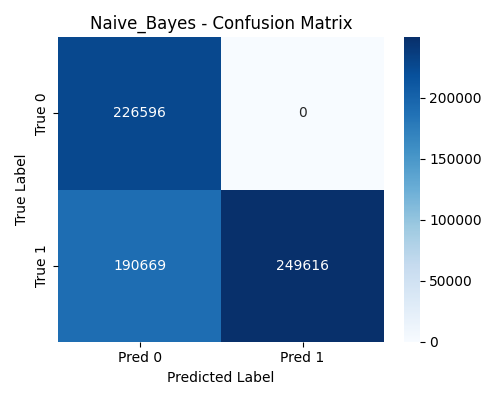 Naive_Bayes - Confusion Matrix
True Label
True 0
True 1
226596
0
190669
249616
Pred 0
Pred 1
Predicted Label
200000
150000
100000
50000
0